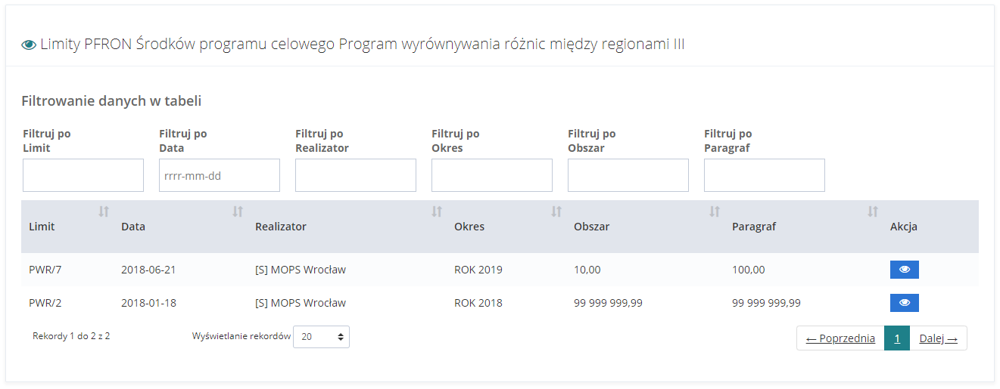 Limity PFRON Środków programu celowego Program wyrównywania różnic między regionami III
Filtrowanie danych w tabeli
Filtruj po Limit
Filtruj po Data
Filtruj po Realizator
Filtruj po Okres
Filtruj po Obszar
Filtruj po Paragraf
rrrr-mm-dd
Limit Data Realizator Okres Obszar Paragraf Akcja
PWR/7 2018-06-21 [S] MOPS Wrocław ROK 2019 10,00 100,00
PWR/2 2018-01-18 [S] MOPS Wrocław ROK 2018 99 999 999,99 99 999 999,99
Rekordy 1 do 2 z 2 Wyświetlanie rekordów 20 ← Poprzednia 1 Dalej →